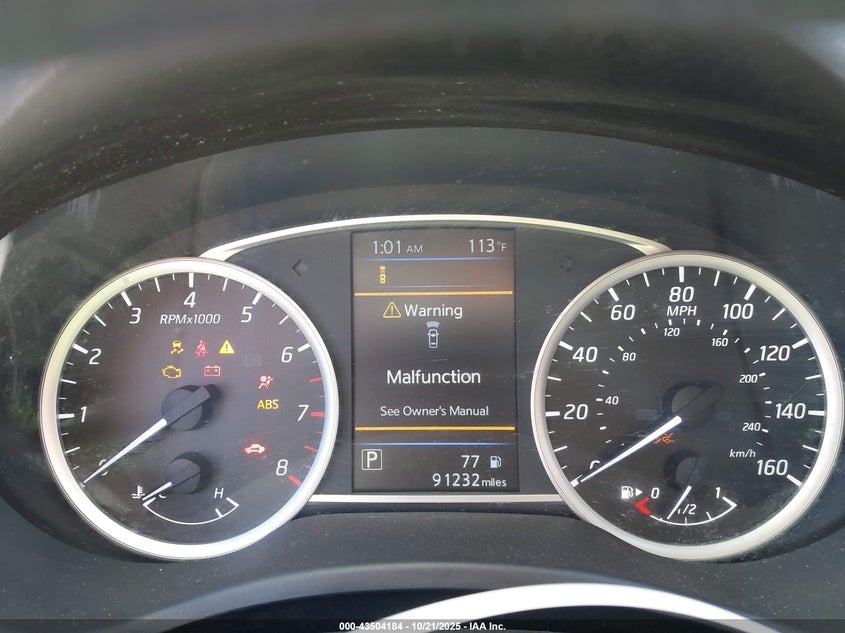 1:01 AM 113°F
Warning
Malfunction
See Owner's Manual
P 77
91232 miles
1 2 3 4 5 6 7 8
RPMx1000
ABS
C H
0 20 40 60 80 100 120 140 160
MPH
40 80 120 160 200 240
km/h
0 1/2 1
000-43504184 - 10/21/2025 - IAA Inc.